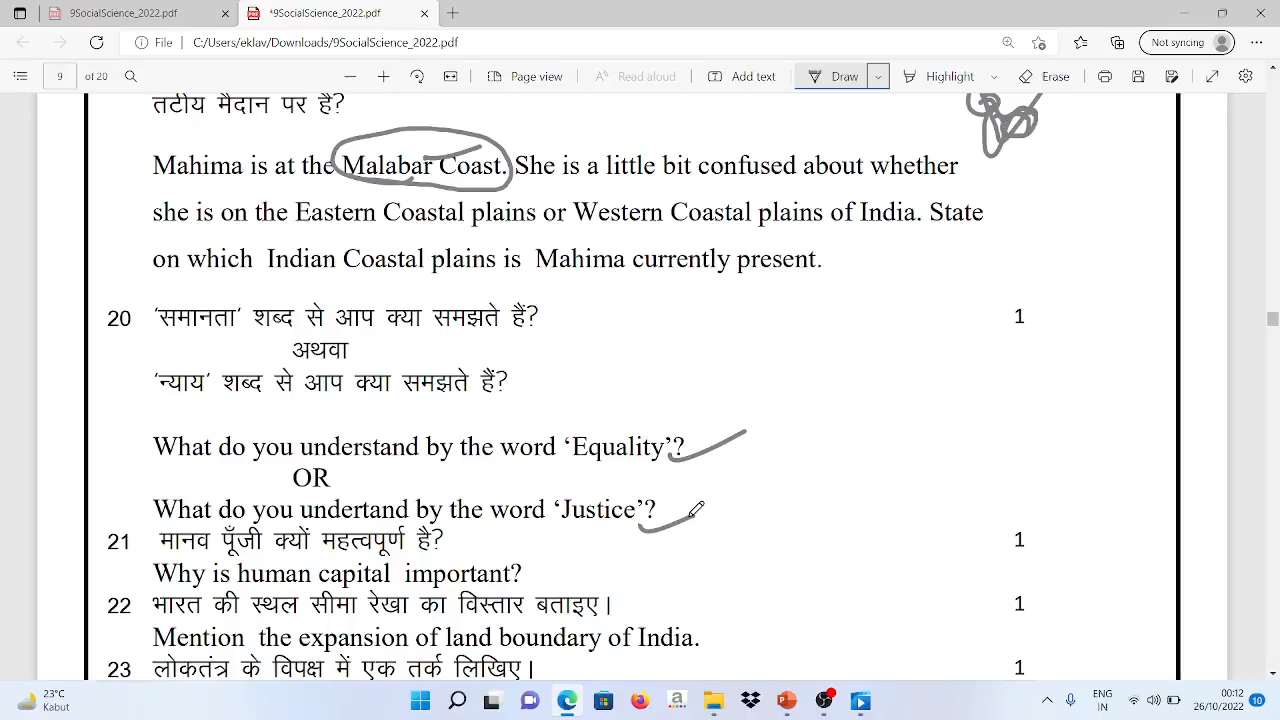 9SocialScience_2022.pdf
*9SocialScience_2022.pdf
File
C:/Users/eklav/Downloads/9SocialScience_2022.pdf
Not syncing
9 of 20
Page view
Read aloud
Add text
Draw
Highlight
Erase
तटीय मैदान पर है?
Mahima is at the Malabar Coast. She is a little bit confused about whether
she is on the Eastern Coastal plains or Western Coastal plains of India. State
on which Indian Coastal plains is Mahima currently present.
20 'समानता' शब्द से आप क्या समझते हैं? 1
अथवा
'न्याय' शब्द से आप क्या समझते हैं?
What do you understand by the word ‘Equality’?
OR
What do you undertand by the word ‘Justice’?
21 मानव पूँजी क्यों महत्वपूर्ण है? 1
Why is human capital important?
22 भारत की स्थल सीमा रेखा का विस्तार बताइए। 1
Mention the expansion of land boundary of India.
23 लोकतंत्र के विपक्ष में एक तर्क लिखिए। 1
23°C
Kabut
ENG
IN
00:12
26/10/2022
10